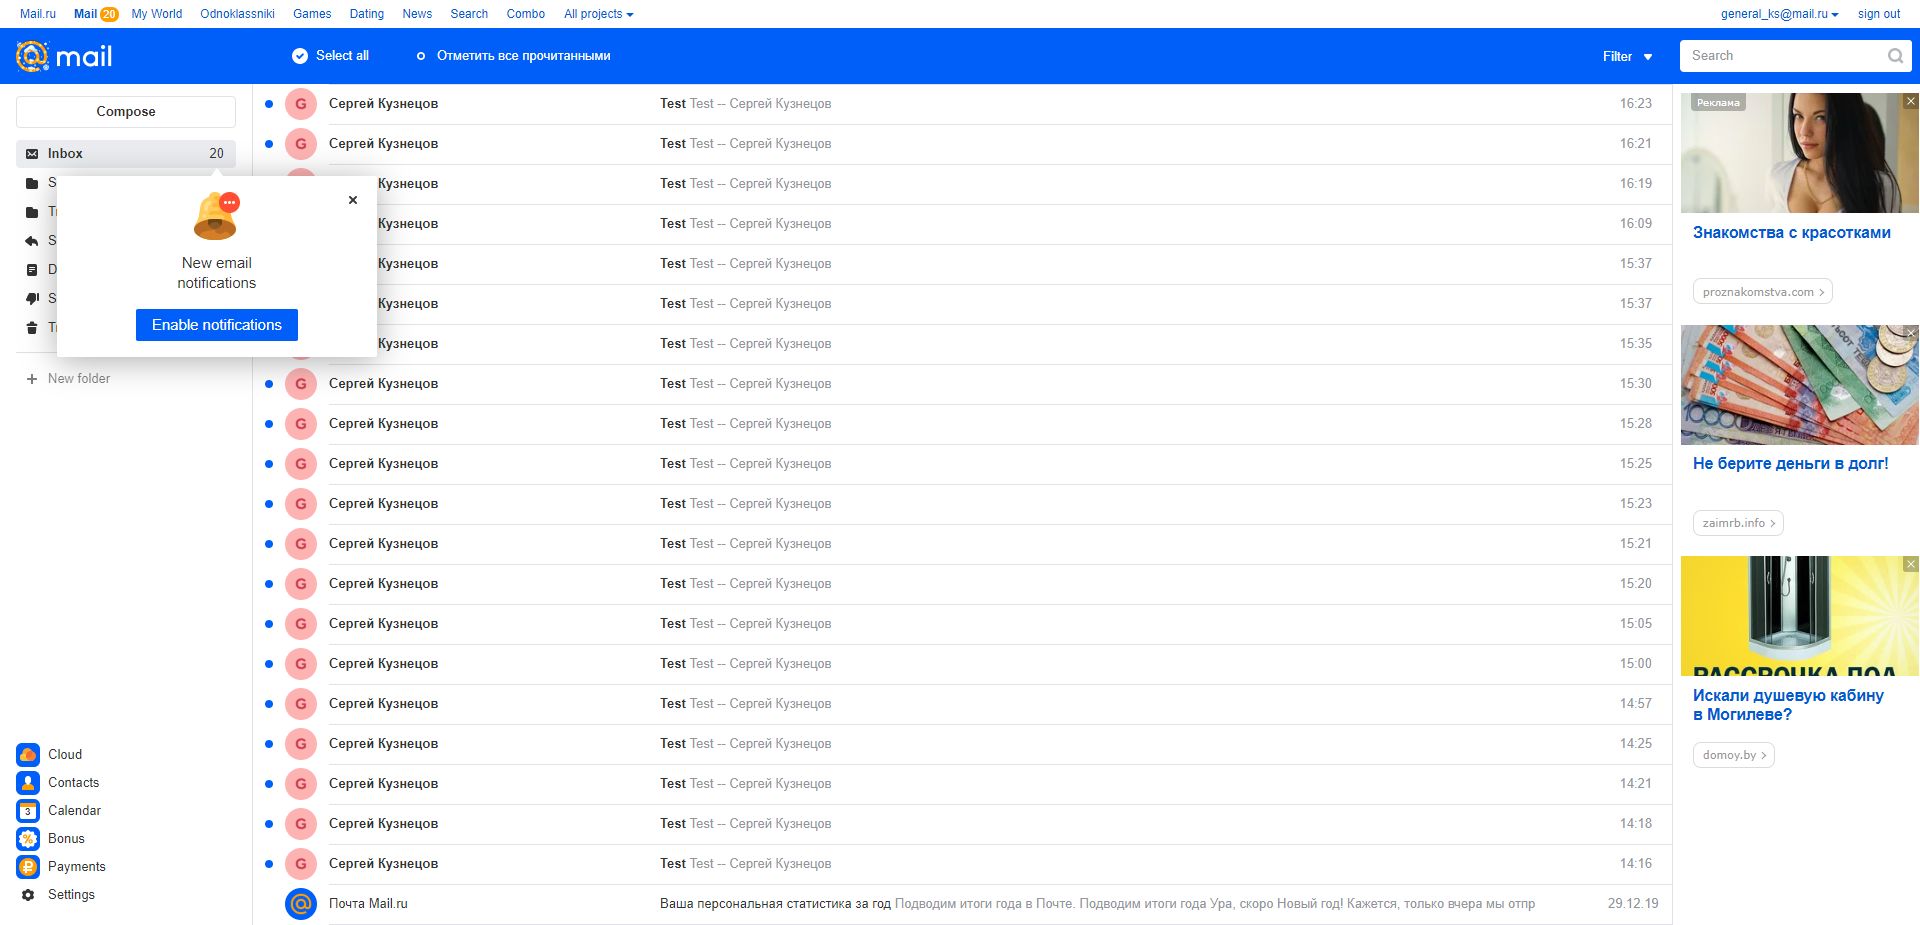 Mail.ru Mail 20 My World Odnoklassniki Games Dating News Search Combo All projects general_ks@mail.ru sign out
mail Select all Отметить все прочитанными Filter Search
Compose
Inbox 20
S
Tr
S
D
S
Tr
New folder
New email
notifications
Enable notifications
Cloud
Contacts
3
Calendar
%
Bonus
₽
Payments
Settings
G Сергей Кузнецов Test Test -- Сергей Кузнецов 16:23
G Сергей Кузнецов Test Test -- Сергей Кузнецов 16:21
Кузнецов Test Test -- Сергей Кузнецов 16:19
Кузнецов Test Test -- Сергей Кузнецов 16:09
Кузнецов Test Test -- Сергей Кузнецов 15:37
Кузнецов Test Test -- Сергей Кузнецов 15:37
Кузнецов Test Test -- Сергей Кузнецов 15:35
G Сергей Кузнецов Test Test -- Сергей Кузнецов 15:30
G Сергей Кузнецов Test Test -- Сергей Кузнецов 15:28
G Сергей Кузнецов Test Test -- Сергей Кузнецов 15:25
G Сергей Кузнецов Test Test -- Сергей Кузнецов 15:23
G Сергей Кузнецов Test Test -- Сергей Кузнецов 15:21
G Сергей Кузнецов Test Test -- Сергей Кузнецов 15:20
G Сергей Кузнецов Test Test -- Сергей Кузнецов 15:05
G Сергей Кузнецов Test Test -- Сергей Кузнецов 15:00
G Сергей Кузнецов Test Test -- Сергей Кузнецов 14:57
G Сергей Кузнецов Test Test -- Сергей Кузнецов 14:25
G Сергей Кузнецов Test Test -- Сергей Кузнецов 14:21
G Сергей Кузнецов Test Test -- Сергей Кузнецов 14:18
G Сергей Кузнецов Test Test -- Сергей Кузнецов 14:16
@ Почта Mail.ru Ваша персональная статистика за год Подводим итоги года в Почте. Подводим итоги года Ура, скоро Новый год! Кажется, только вчера мы отпр 29.12.19
Реклама
Знакомства с красотками
proznakomstva.com
Не берите деньги в долг!
zaimrb.info
РАССРОЧКА ПОД
Искали душевую кабину
в Могилеве?
domoy.by